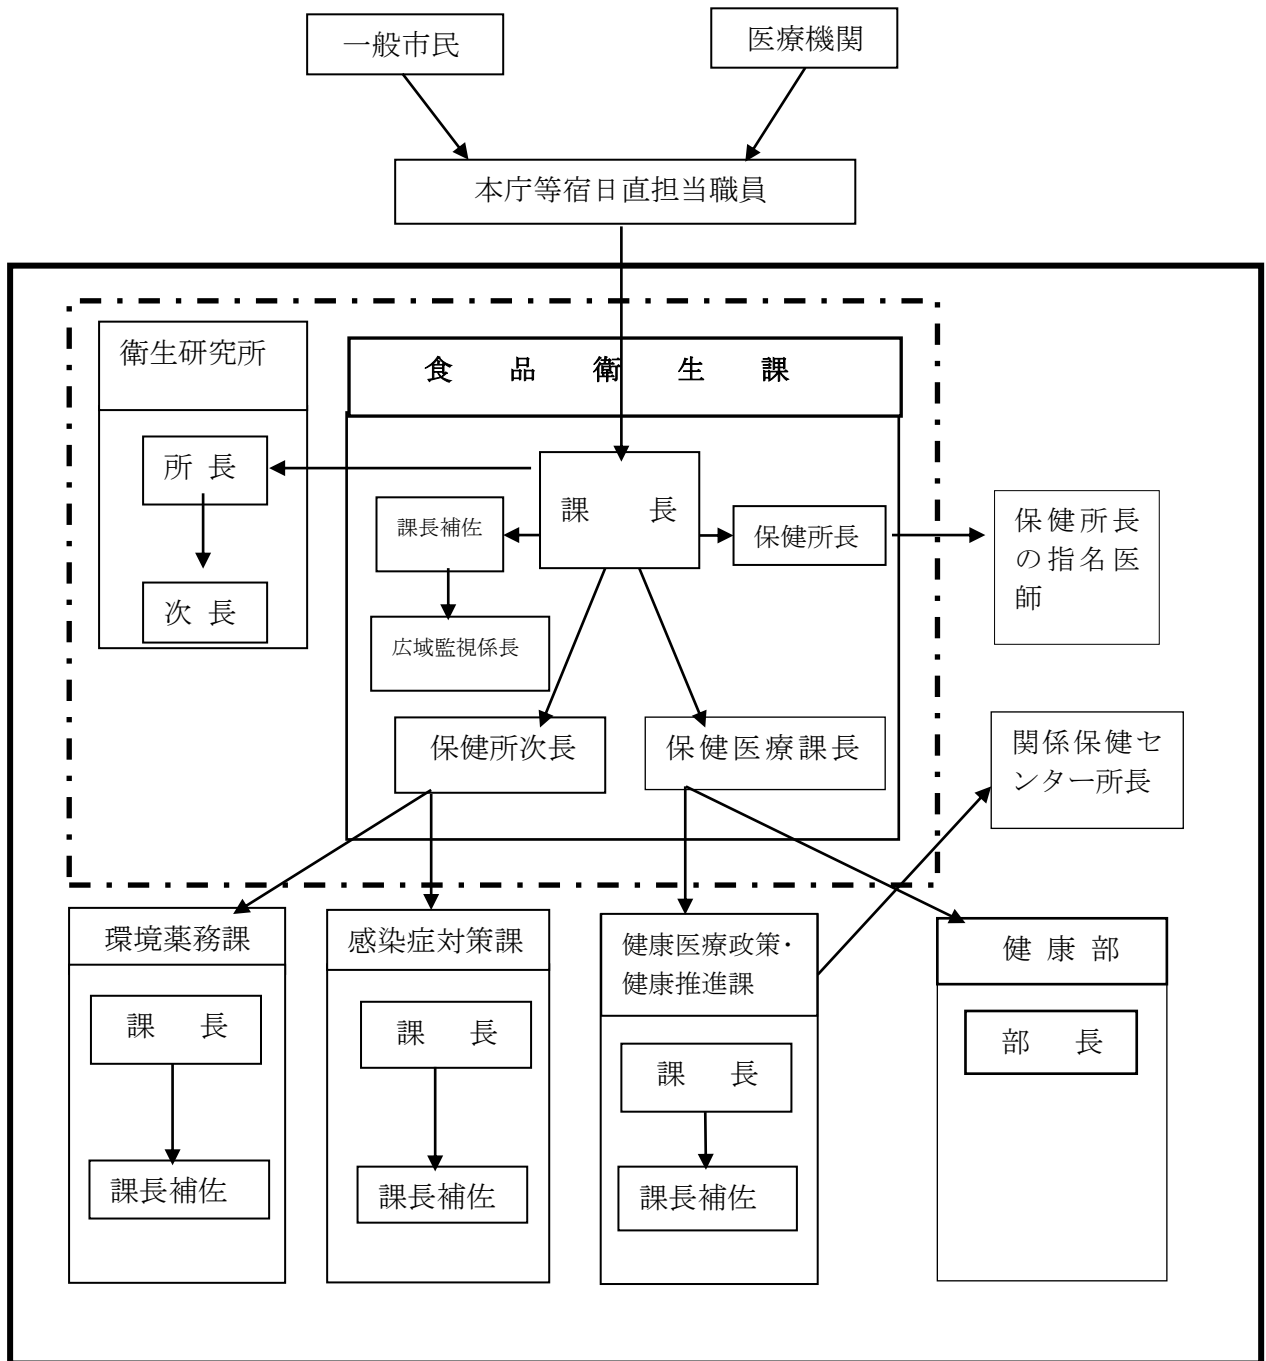 一般市民
医療機関
本庁等宿日直担当職員
衛生研究所
食品衛生課
所長
課長
課長補佐
保健所長
保健所長
の指名医
師
次長
広域監視係長
保健所次長
保健医療課長
関係保健セ
ンター所長
環境薬務課
感染症対策課
健康医療政策・
健康推進課
健康部
課長
課長
課長
部長
課長補佐
課長補佐
課長補佐